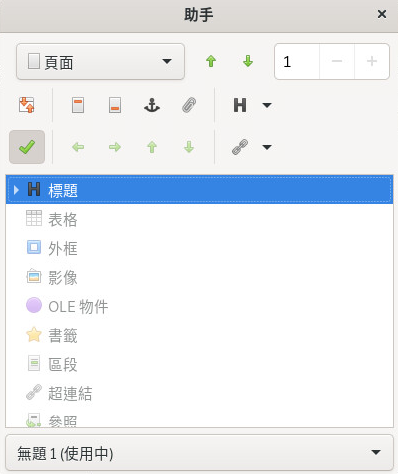 助手
頁面
1
標題
表格
外框
影像
OLE 物件
書籤
區段
超連結
參照
無題 1 (使用中)